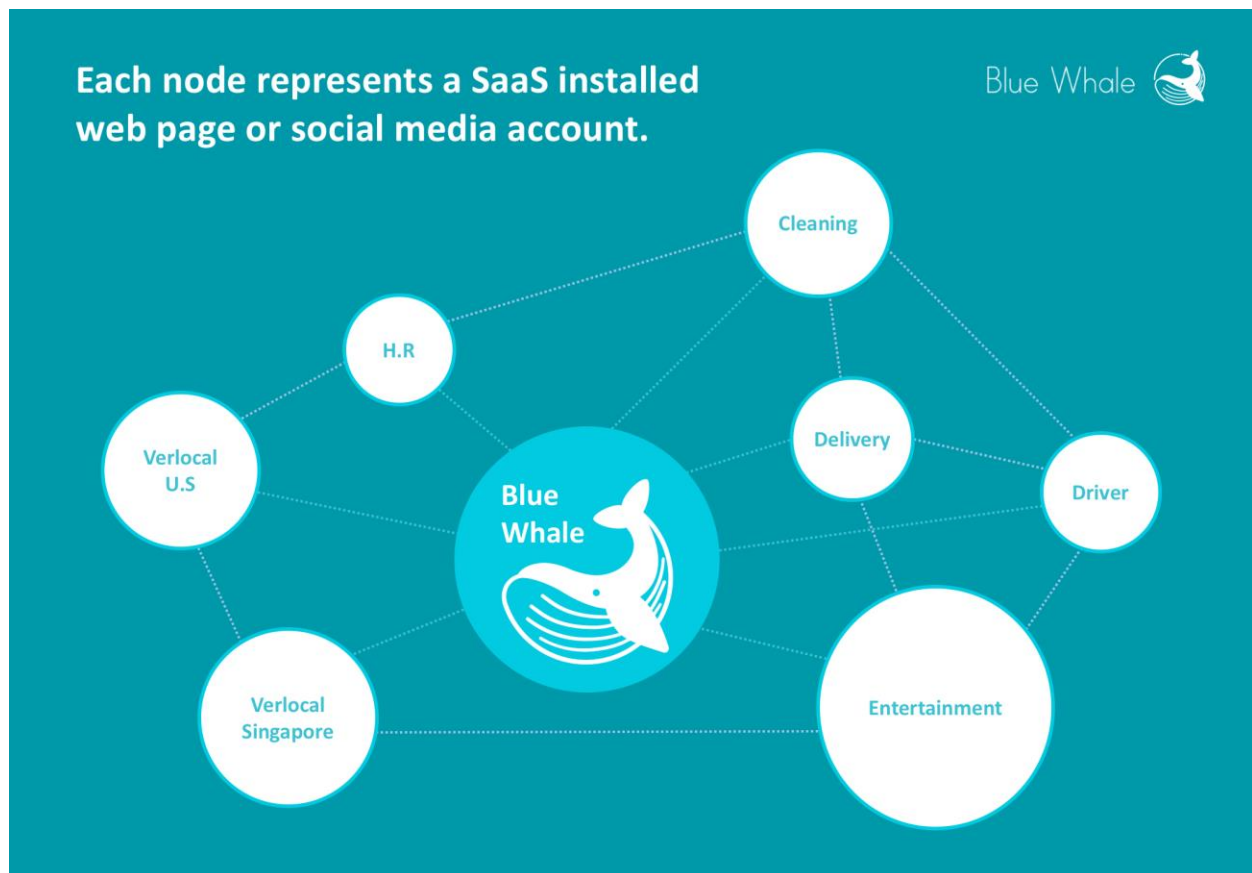 Each node represents a SaaS installed
web page or social media account.
Blue Whale
Cleaning
H.R
Delivery
Verlocal
U.S
Driver
Blue
Whale
Verlocal
Singapore
Entertainment